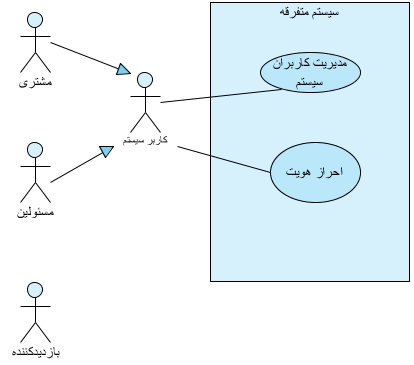 سیستم متفرقه
مدیریت کاربران
سیستم
مشتری
کاربر سیستم
احراز هویت
مسئولین
بازدیدکننده